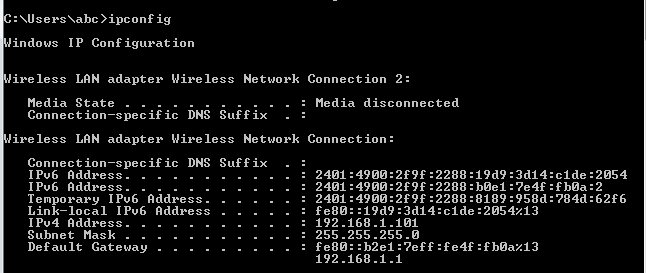 C:\Users\abc>ipconfig
Windows IP Configuration
Wireless LAN adapter Wireless Network Connection 2:
Media State . . . . . . . . . . . : Media disconnected
Connection-specific DNS Suffix  . :
Wireless LAN adapter Wireless Network Connection:
Connection-specific DNS Suffix  . :
IPv6 Address. . . . . . . . . . . : 2401:4900:2f9f:2288:19d9:3d14:c1de:2054
IPv6 Address. . . . . . . . . . . : 2401:4900:2f9f:2288:b0e1:7e4f:fb0a:2
Temporary IPv6 Address. . . . . . : 2401:4900:2f9f:2288:8189:958d:784d:62f6
Link-local IPv6 Address . . . . . : fe80::19d9:3d14:c1de:2054%13
IPv4 Address. . . . . . . . . . . : 192.168.1.101
Subnet Mask . . . . . . . . . . . : 255.255.255.0
Default Gateway . . . . . . . . . : fe80::b2e1:7eff:fe4f:fb0a%13
192.168.1.1